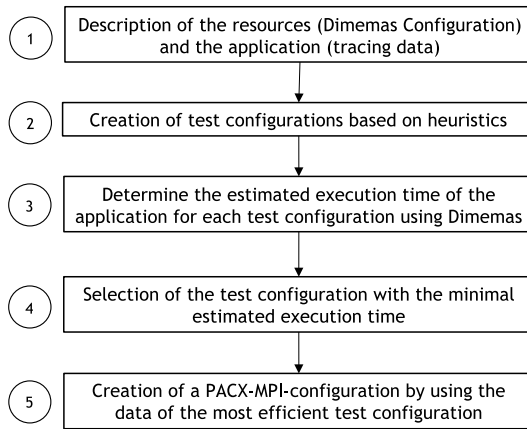 1
Description of the resources (Dimemas Configuration)
and the application (tracing data)
2
Creation of test configurations based on heuristics
3
Determine the estimated execution time of the
application for each test configuration using Dimemas
4
Selection of the test configuration with the minimal
estimated execution time
5
Creation of a PACX-MPI-configuration by using the
data of the most efficient test configuration